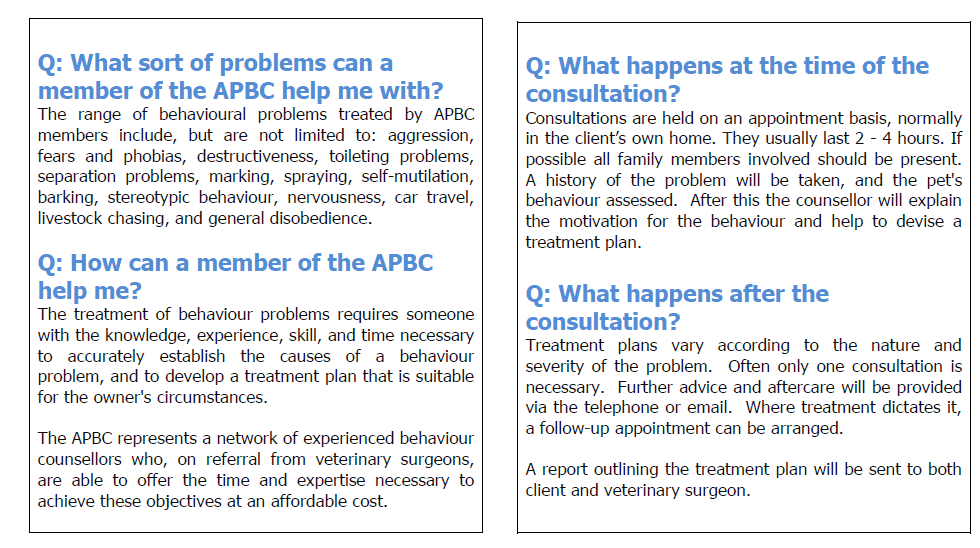 Q: What sort of problems can a
member of the APBC help me with?
The range of behavioural problems treated by APBC
members include, but are not limited to: aggression,
fears and phobias, destructiveness, toileting problems,
separation problems, marking, spraying, self-mutilation,
barking, stereotypic behaviour, nervousness, car travel,
livestock chasing, and general disobedience.
Q: How can a member of the APBC
help me?
The treatment of behaviour problems requires someone
with the knowledge, experience, skill, and time necessary
to accurately establish the causes of a behaviour
problem, and to develop a treatment plan that is suitable
for the owner's circumstances.
The APBC represents a network of experienced behaviour
counsellors who, on referral from veterinary surgeons,
are able to offer the time and expertise necessary to
achieve these objectives at an affordable cost.
Q: What happens at the time of the
consultation?
Consultations are held on an appointment basis, normally
in the client’s own home. They usually last 2 - 4 hours. If
possible all family members involved should be present.
A history of the problem will be taken, and the pet's
behaviour assessed. After this the counsellor will explain
the motivation for the behaviour and help to devise a
treatment plan.
Q: What happens after the
consultation?
Treatment plans vary according to the nature and
severity of the problem. Often only one consultation is
necessary. Further advice and aftercare will be provided
via the telephone or email. Where treatment dictates it,
a follow-up appointment can be arranged.
A report outlining the treatment plan will be sent to both
client and veterinary surgeon.